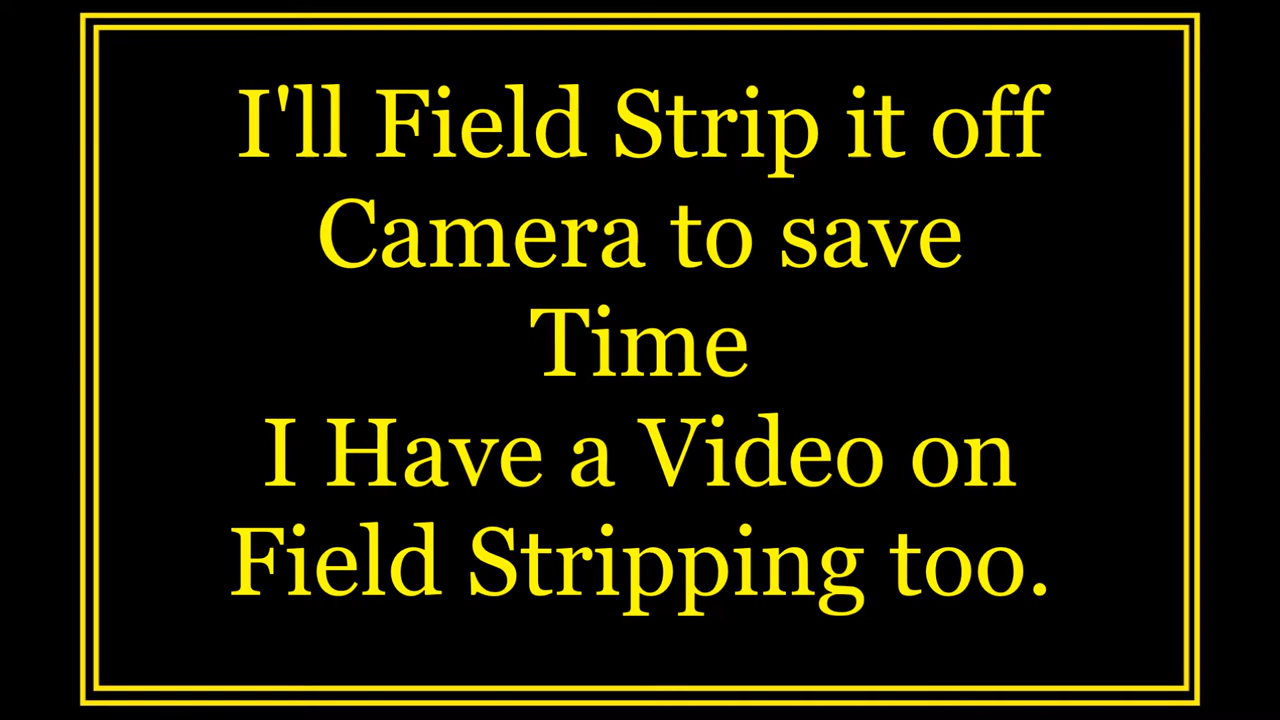 I'll Field Strip it off
Camera to save
Time
I Have a Video on
Field Stripping too.